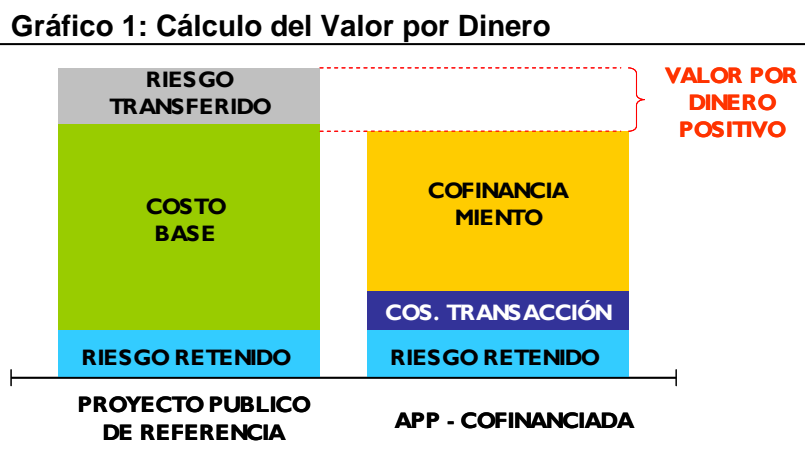 Gráfico 1: Cálculo del Valor por Dinero
RIESGO
TRANSFERIDO
VALOR POR
DINERO
POSITIVO
COSTO
BASE
COFINANCIA
MIENTO
COS. TRANSACCIÓN
RIESGO RETENIDO
RIESGO RETENIDO
PROYECTO PUBLICO
DE REFERENCIA
APP - COFINANCIADA